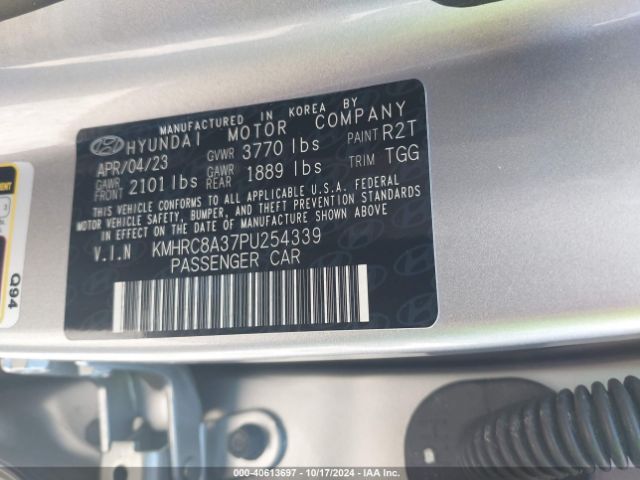 MANUFACTURED IN KOREA BY
HYUNDAI MOTOR COMPANY
APR/04/23 GVWR 3770 lbs PAINT R2T
GAWR FRONT 2101 lbs GAWR REAR 1889 lbs TRIM TGG
THIS VEHICLE CONFORMS TO ALL APPLICABLE U.S.A. FEDERAL
MOTOR VEHICLE SAFETY, BUMPER, AND THEFT PREVENTION STANDARDS
IN EFFECT ON THE DATE OF MANUFACTURE SHOWN ABOVE.
V.I.N KMHRC8A37PU254339
PASSENGER CAR
3
Q94
000-40613697 - 10/17/2024 - IAA Inc.